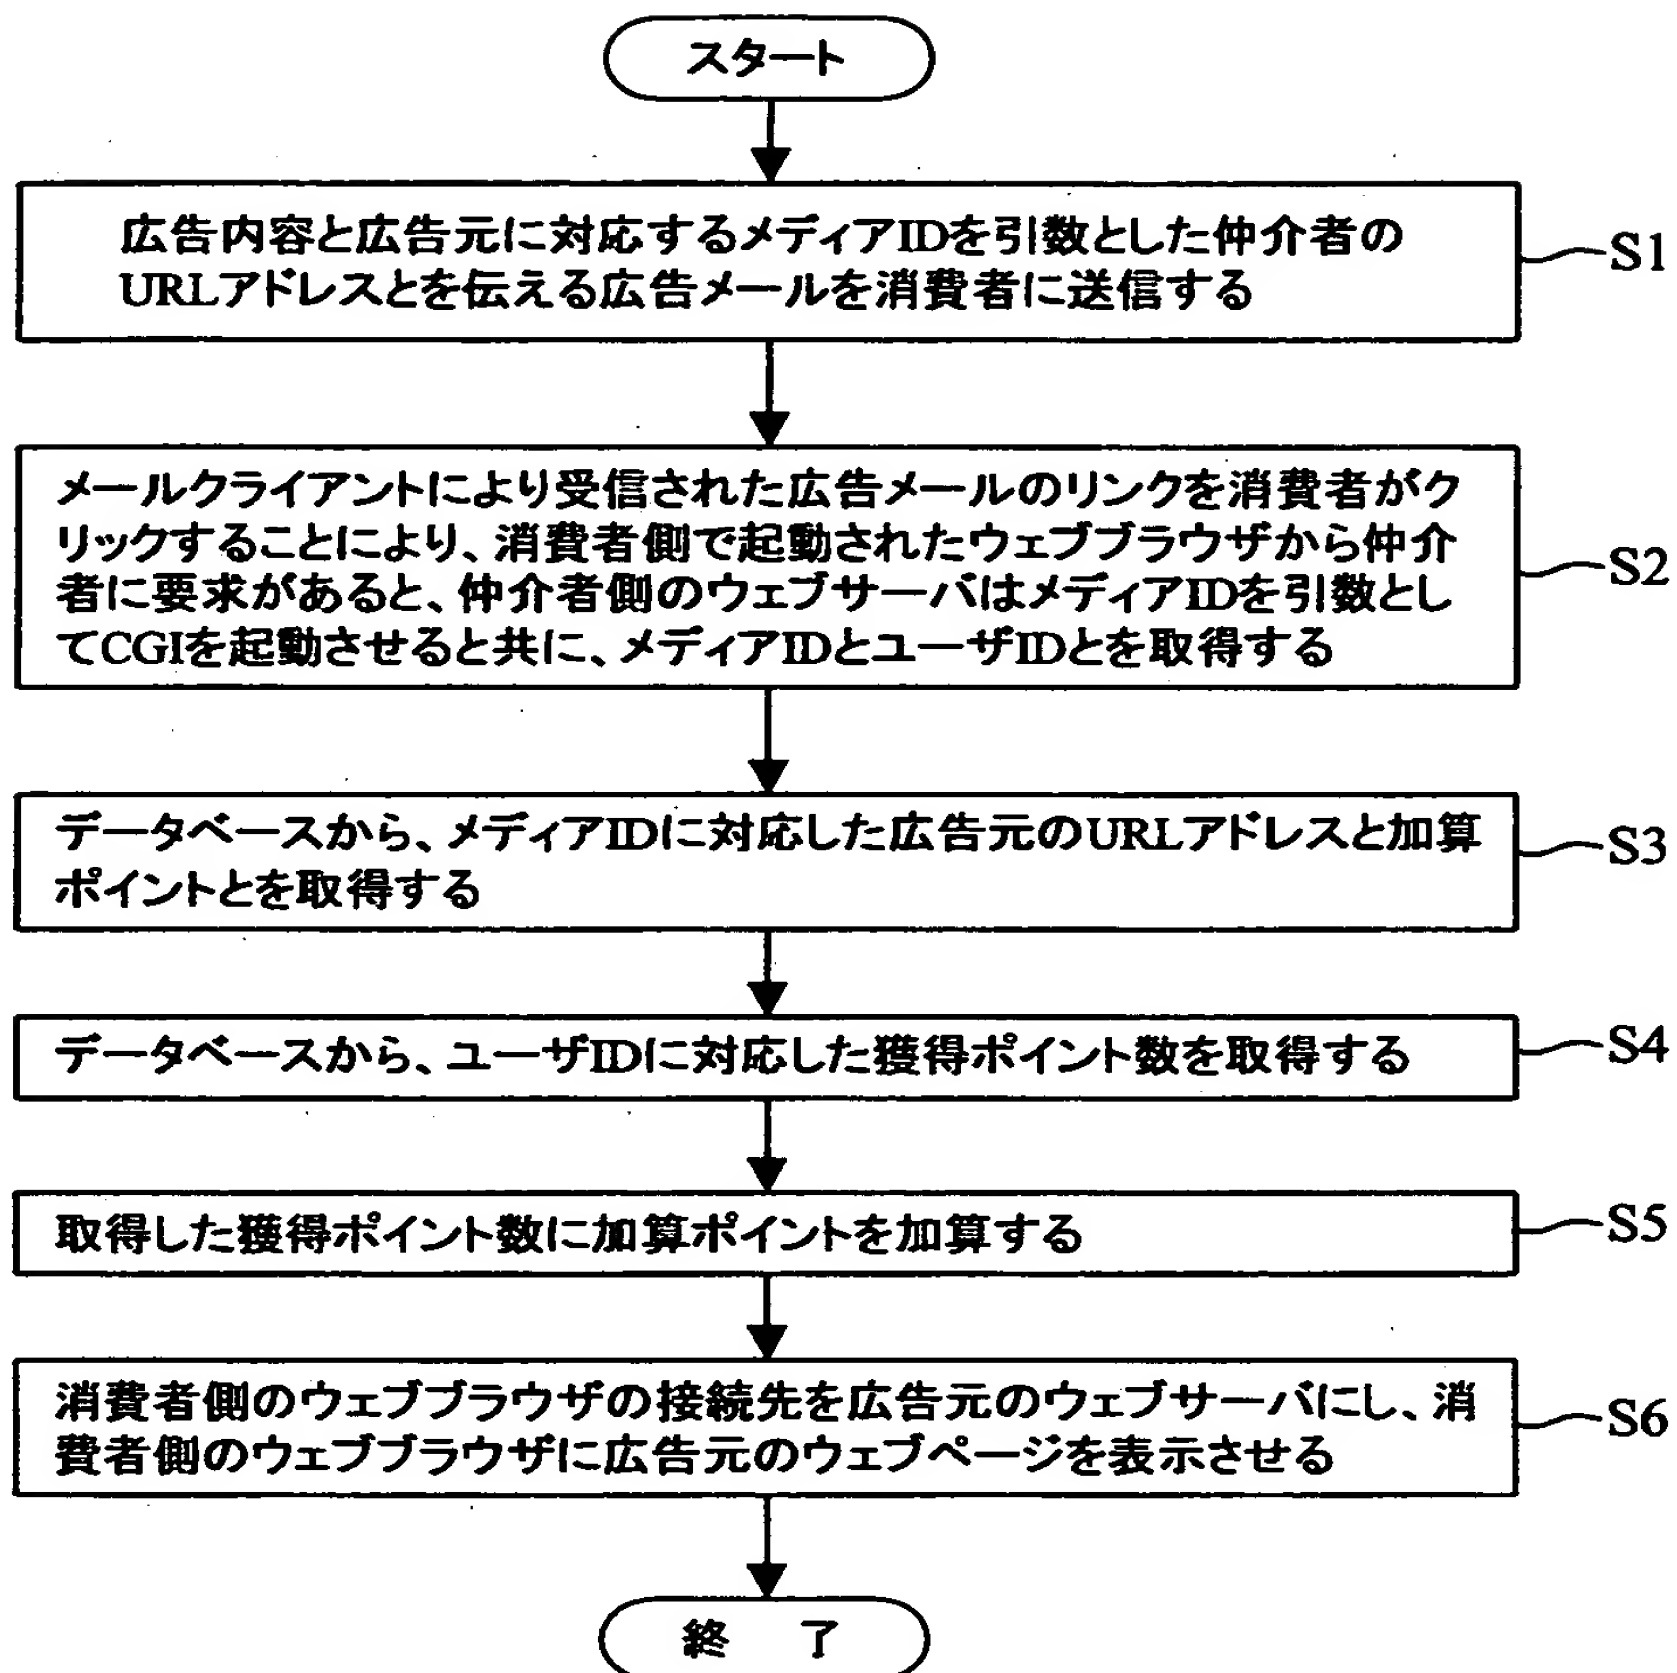 スタート
広告内容と広告元に対応するメディアIDを引数とした仲介者の
URLアドレスとを伝える広告メールを消費者に送信する
S1
メールクライアントにより受信された広告メールのリンクを消費者がク
リックすることにより、消費者側で起動されたウェブブラウザから仲介
者に要求があると、仲介者側のウェブサーバはメディアIDを引数とし
てCGIを起動させると共に、メディアIDとユーザIDとを取得する
S2
データベースから、メディアIDに対応した広告元のURLアドレスと加算
ポイントとを取得する
S3
データベースから、ユーザIDに対応した獲得ポイント数を取得する
S4
取得した獲得ポイント数に加算ポイントを加算する
S5
消費者側のウェブブラウザの接続先を広告元のウェブサーバにし、消
費者側のウェブブラウザに広告元のウェブページを表示させる
S6
終 了